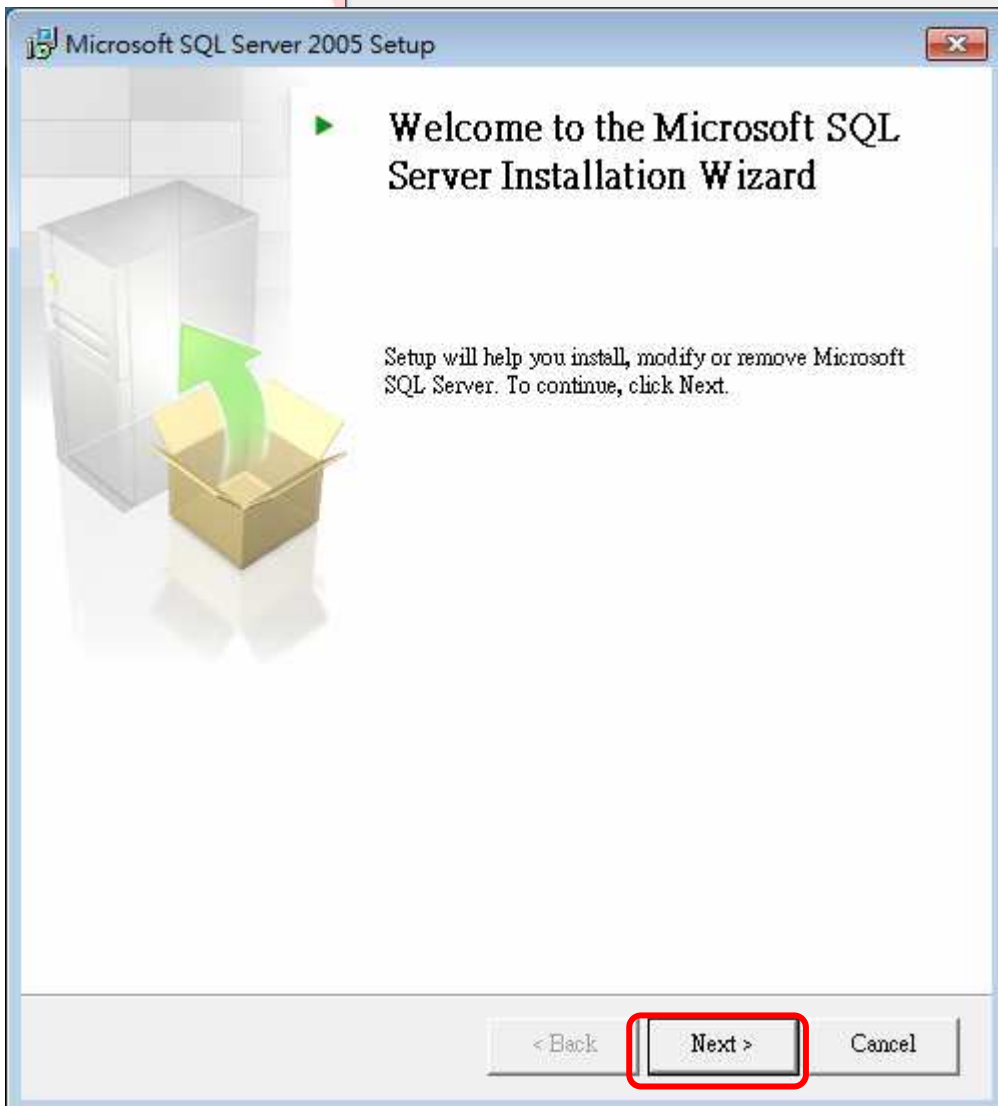 Microsoft SQL Server 2005 Setup
Welcome to the Microsoft SQL
Server Installation Wizard
Setup will help you install, modify or remove Microsoft
SQL Server. To continue, click Next.
< Back
Next >
Cancel